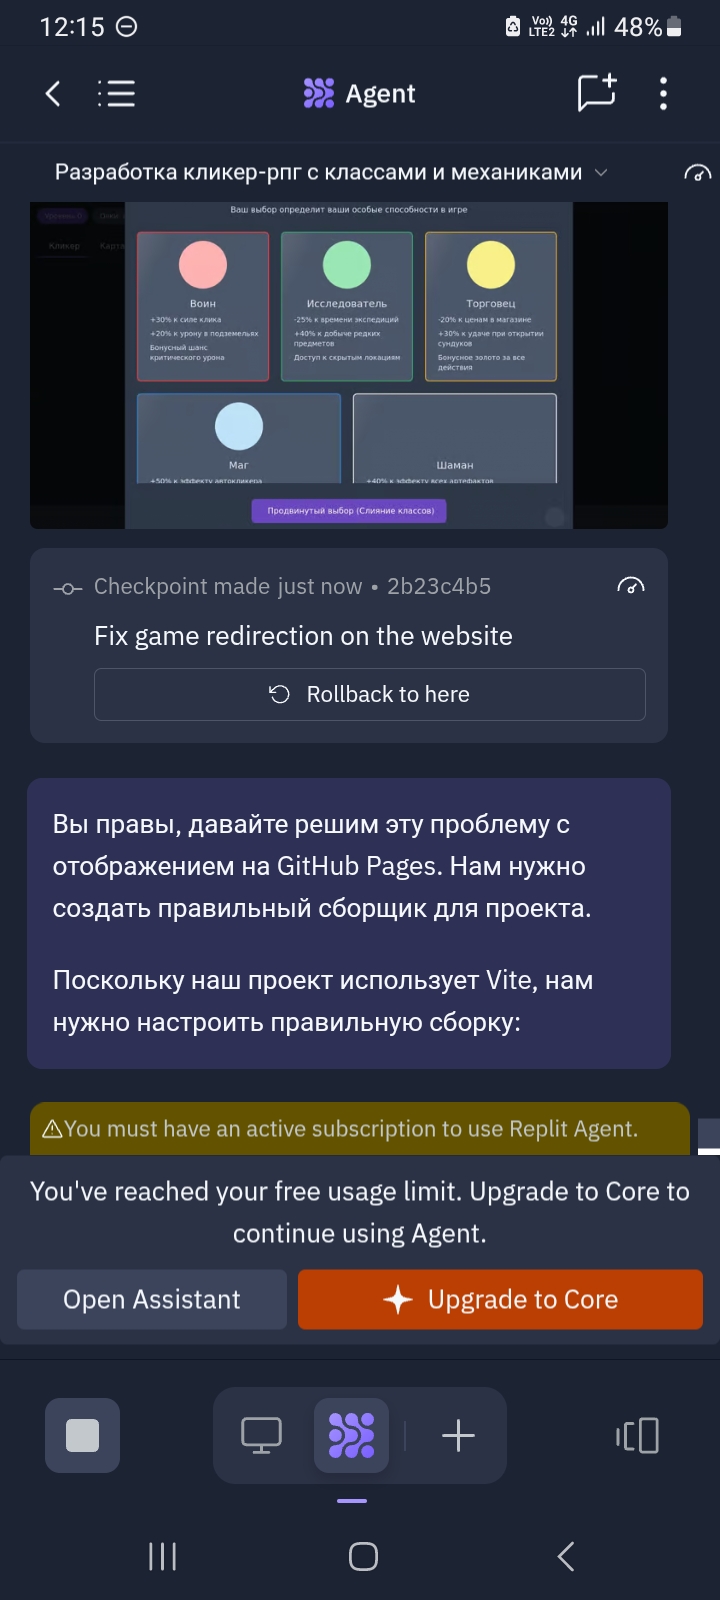 12:15
Vo)) LTE2 4G 48%
Agent
Разработка кликер-рпг с классами и механиками
Ваш выбор определит ваши особые способности в игре
Кликер Карта
Воин
+30% к силе клика
+20% к урону в подземельях
Бонусный шанс
критического урона
Исследователь
-25% к времени экспедиций
+40% к добыче редких
предметов
Доступ к скрытым локациям
Торговец
-20% к ценам в магазине
+30% к удаче при открытии
сундуков
Бонусное золото за все
действия
Маг
+50% к эффекту автокликера
Шаман
+40% к эффекту всех артефактов
Продвинутый выбор (Слияние классов)
Checkpoint made just now • 2b23c4b5
Fix game redirection on the website
Rollback to here
Вы правы, давайте решим эту проблему с
отображением на GitHub Pages. Нам нужно
создать правильный сборщик для проекта.
Поскольку наш проект использует Vite, нам
нужно настроить правильную сборку:
You must have an active subscription to use Replit Agent.
You've reached your free usage limit. Upgrade to Core to
continue using Agent.
Open Assistant
Upgrade to Core